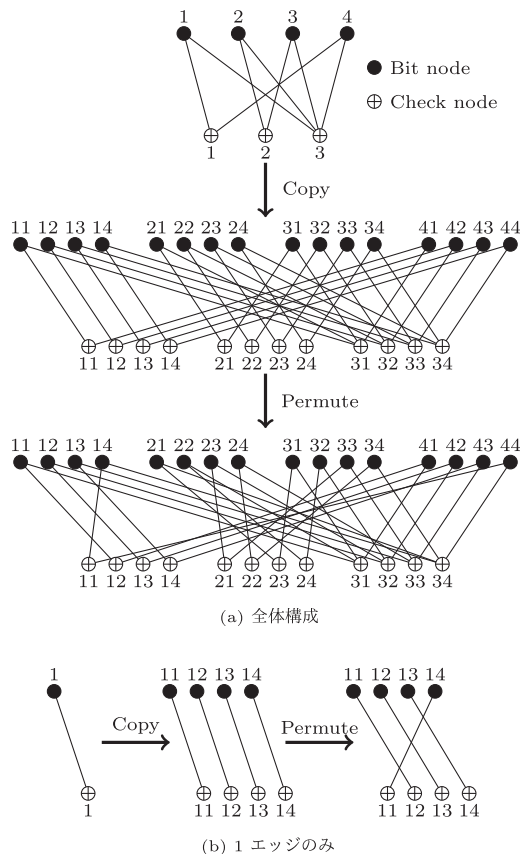 1 2 3 4
Bit node
Check node
1 2 3
Copy
11 12 13 14 21 22 23 24 31 32 33 34 41 42 43 44
11 12 13 14 21 22 23 24 31 32 33 34
Permute
11 12 13 14 21 22 23 24 31 32 33 34 41 42 43 44
11 12 13 14 21 22 23 24 31 32 33 34
(a) 全体構成
1 11 12 13 14 11 12 13 14
Copy Permute
1 11 12 13 14 11 12 13 14
(b) 1 エッジのみ